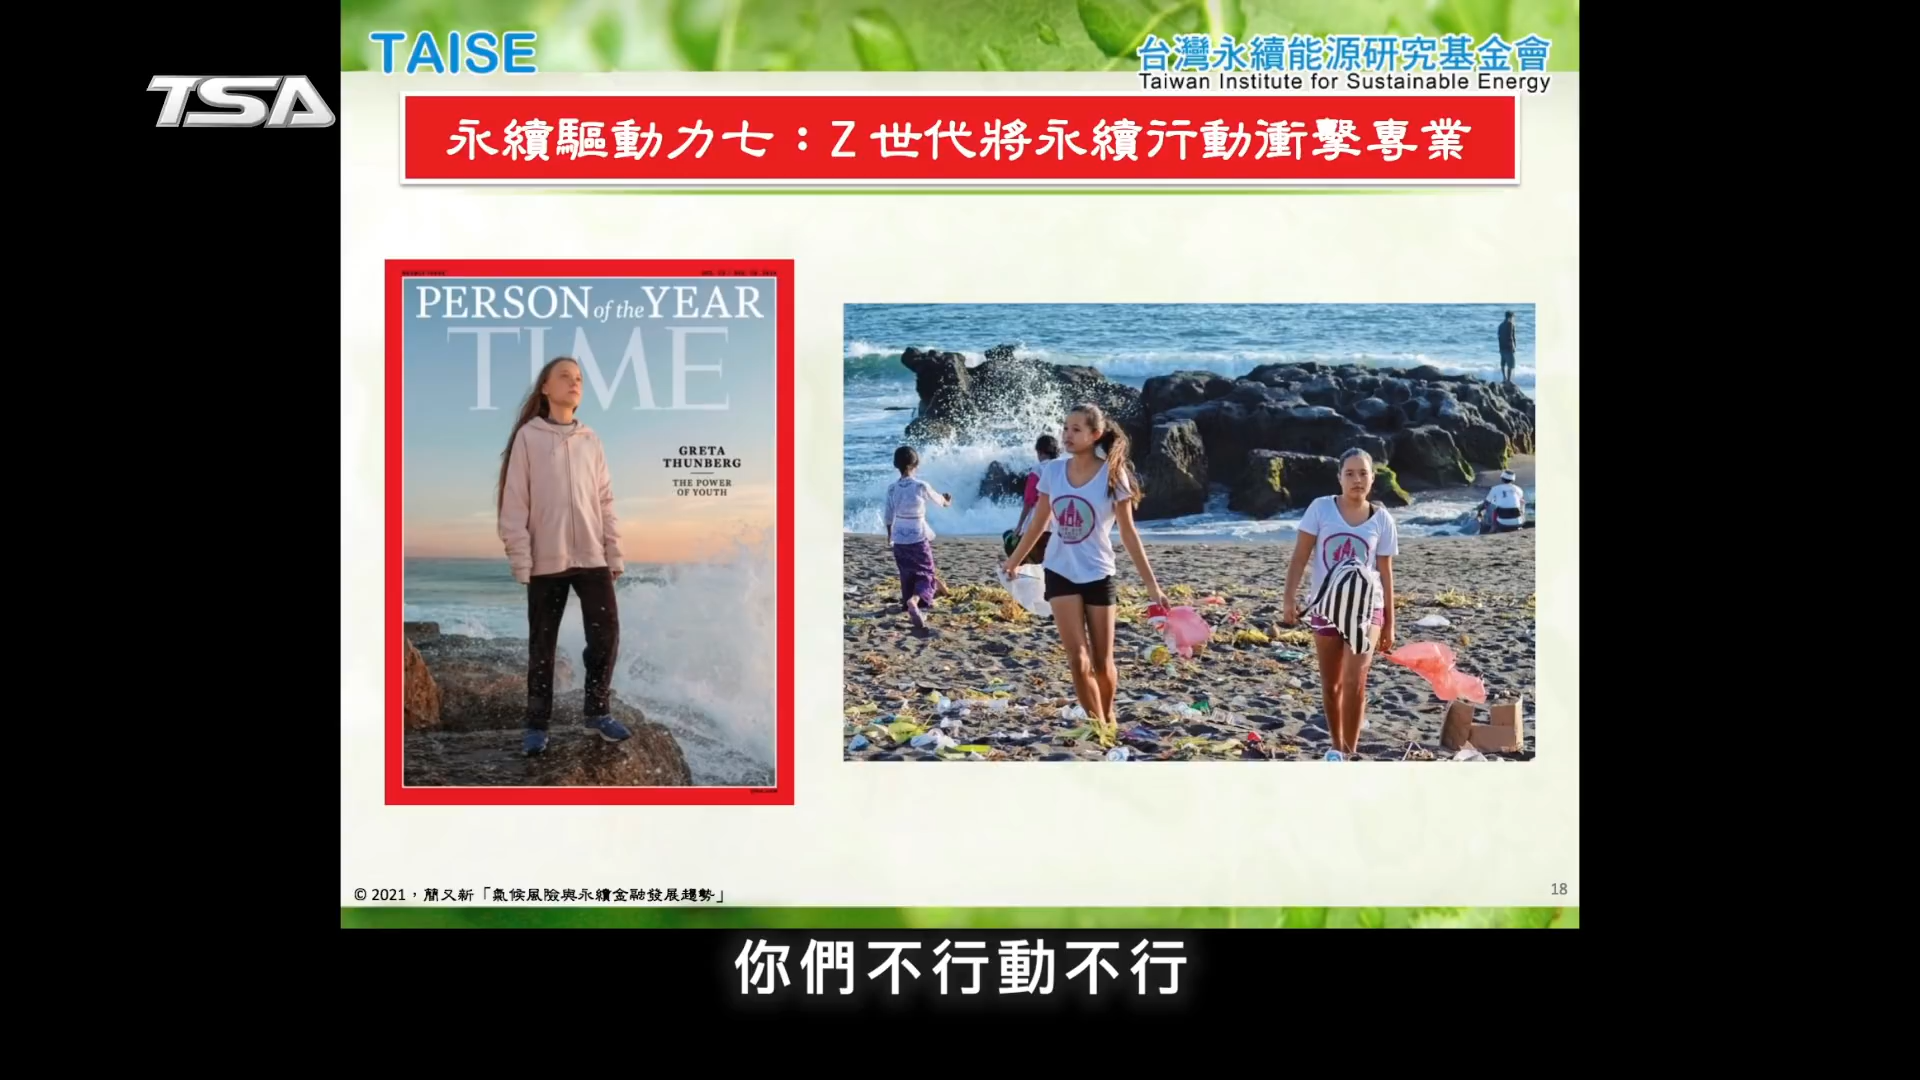 TAISE
台灣永續能源研究基金會
Taiwan Institute for Sustainable Energy
TSA
永續驅動力七：Z 世代將永續行動衝擊專業
PERSON of the YEAR
TIME
GRETA
THUNBERG
THE POWER
OF YOUTH
© 2021，簡又新「氣候風險與永續金融發展趨勢」
18
你們不行動不行